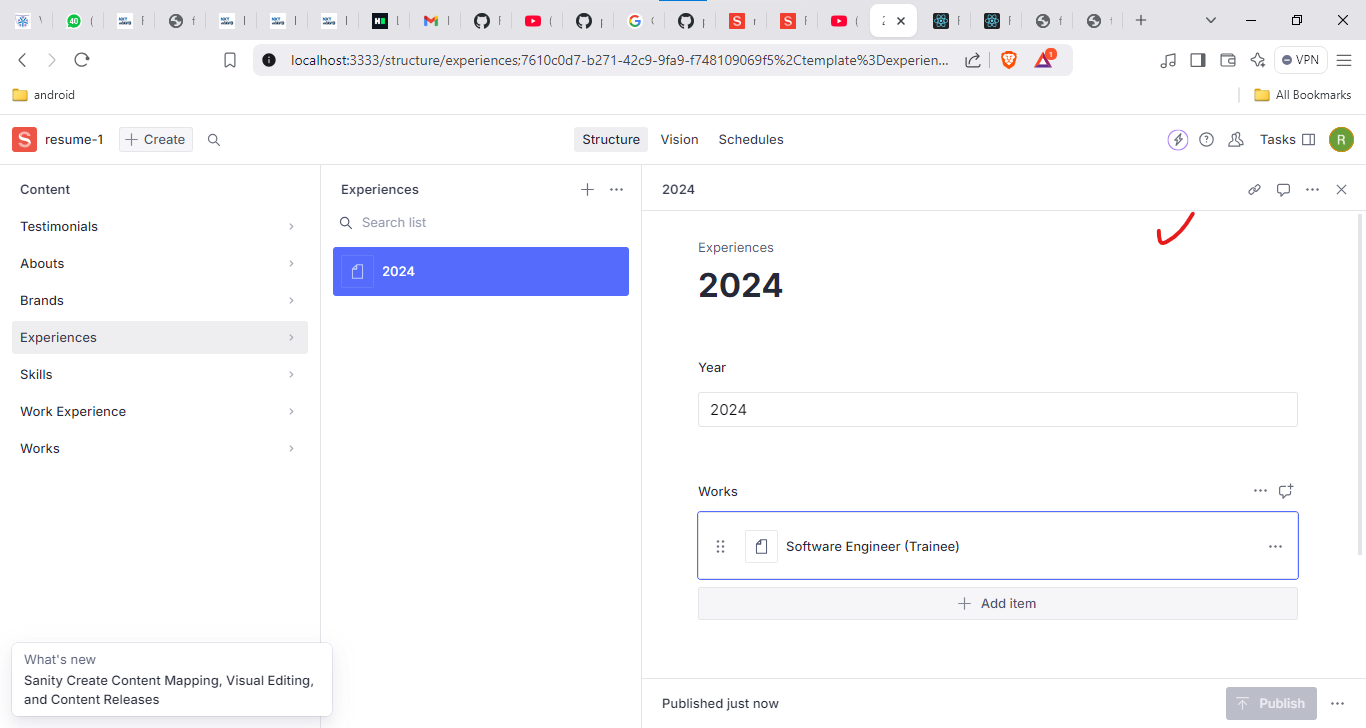 localhost:3333/structure/experiences;7610c0d7-b271-42c9-9fa9-f748109069f5%2Ctemplate%3Dexperien...
1
VPN
android
All Bookmarks
S
resume-1
Create
Structure
Vision
Schedules
Tasks
R
Content
Testimonials
Abouts
Brands
Experiences
Skills
Work Experience
Works
What's new
Sanity Create Content Mapping, Visual Editing,
and Content Releases
Experiences
Search list
2024
2024
Experiences
2024
Year
2024
Works
Software Engineer (Trainee)
Add item
Published just now
Publish